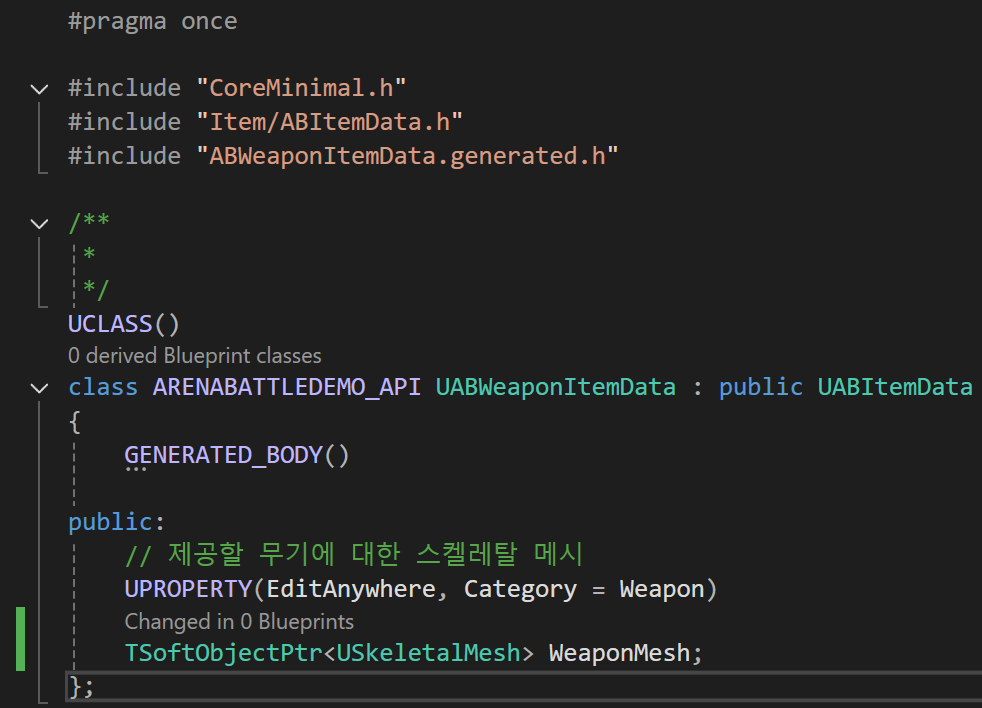 #pragma once
#include "CoreMinimal.h"
#include "Item/ABItemData.h"
#include "ABWeaponItemData.generated.h"
/**
*
*/
UCLASS()
0 derived Blueprint classes
class ARENABATTLEDEMO_API UABWeaponItemData : public UABItemData
{
GENERATED_BODY()
public:
// 제공할 무기에 대한 스켈레탈 메시
UPROPERTY(EditAnywhere, Category = Weapon)
Changed in 0 Blueprints
TSoftObjectPtr<USkeletalMesh> WeaponMesh;
};